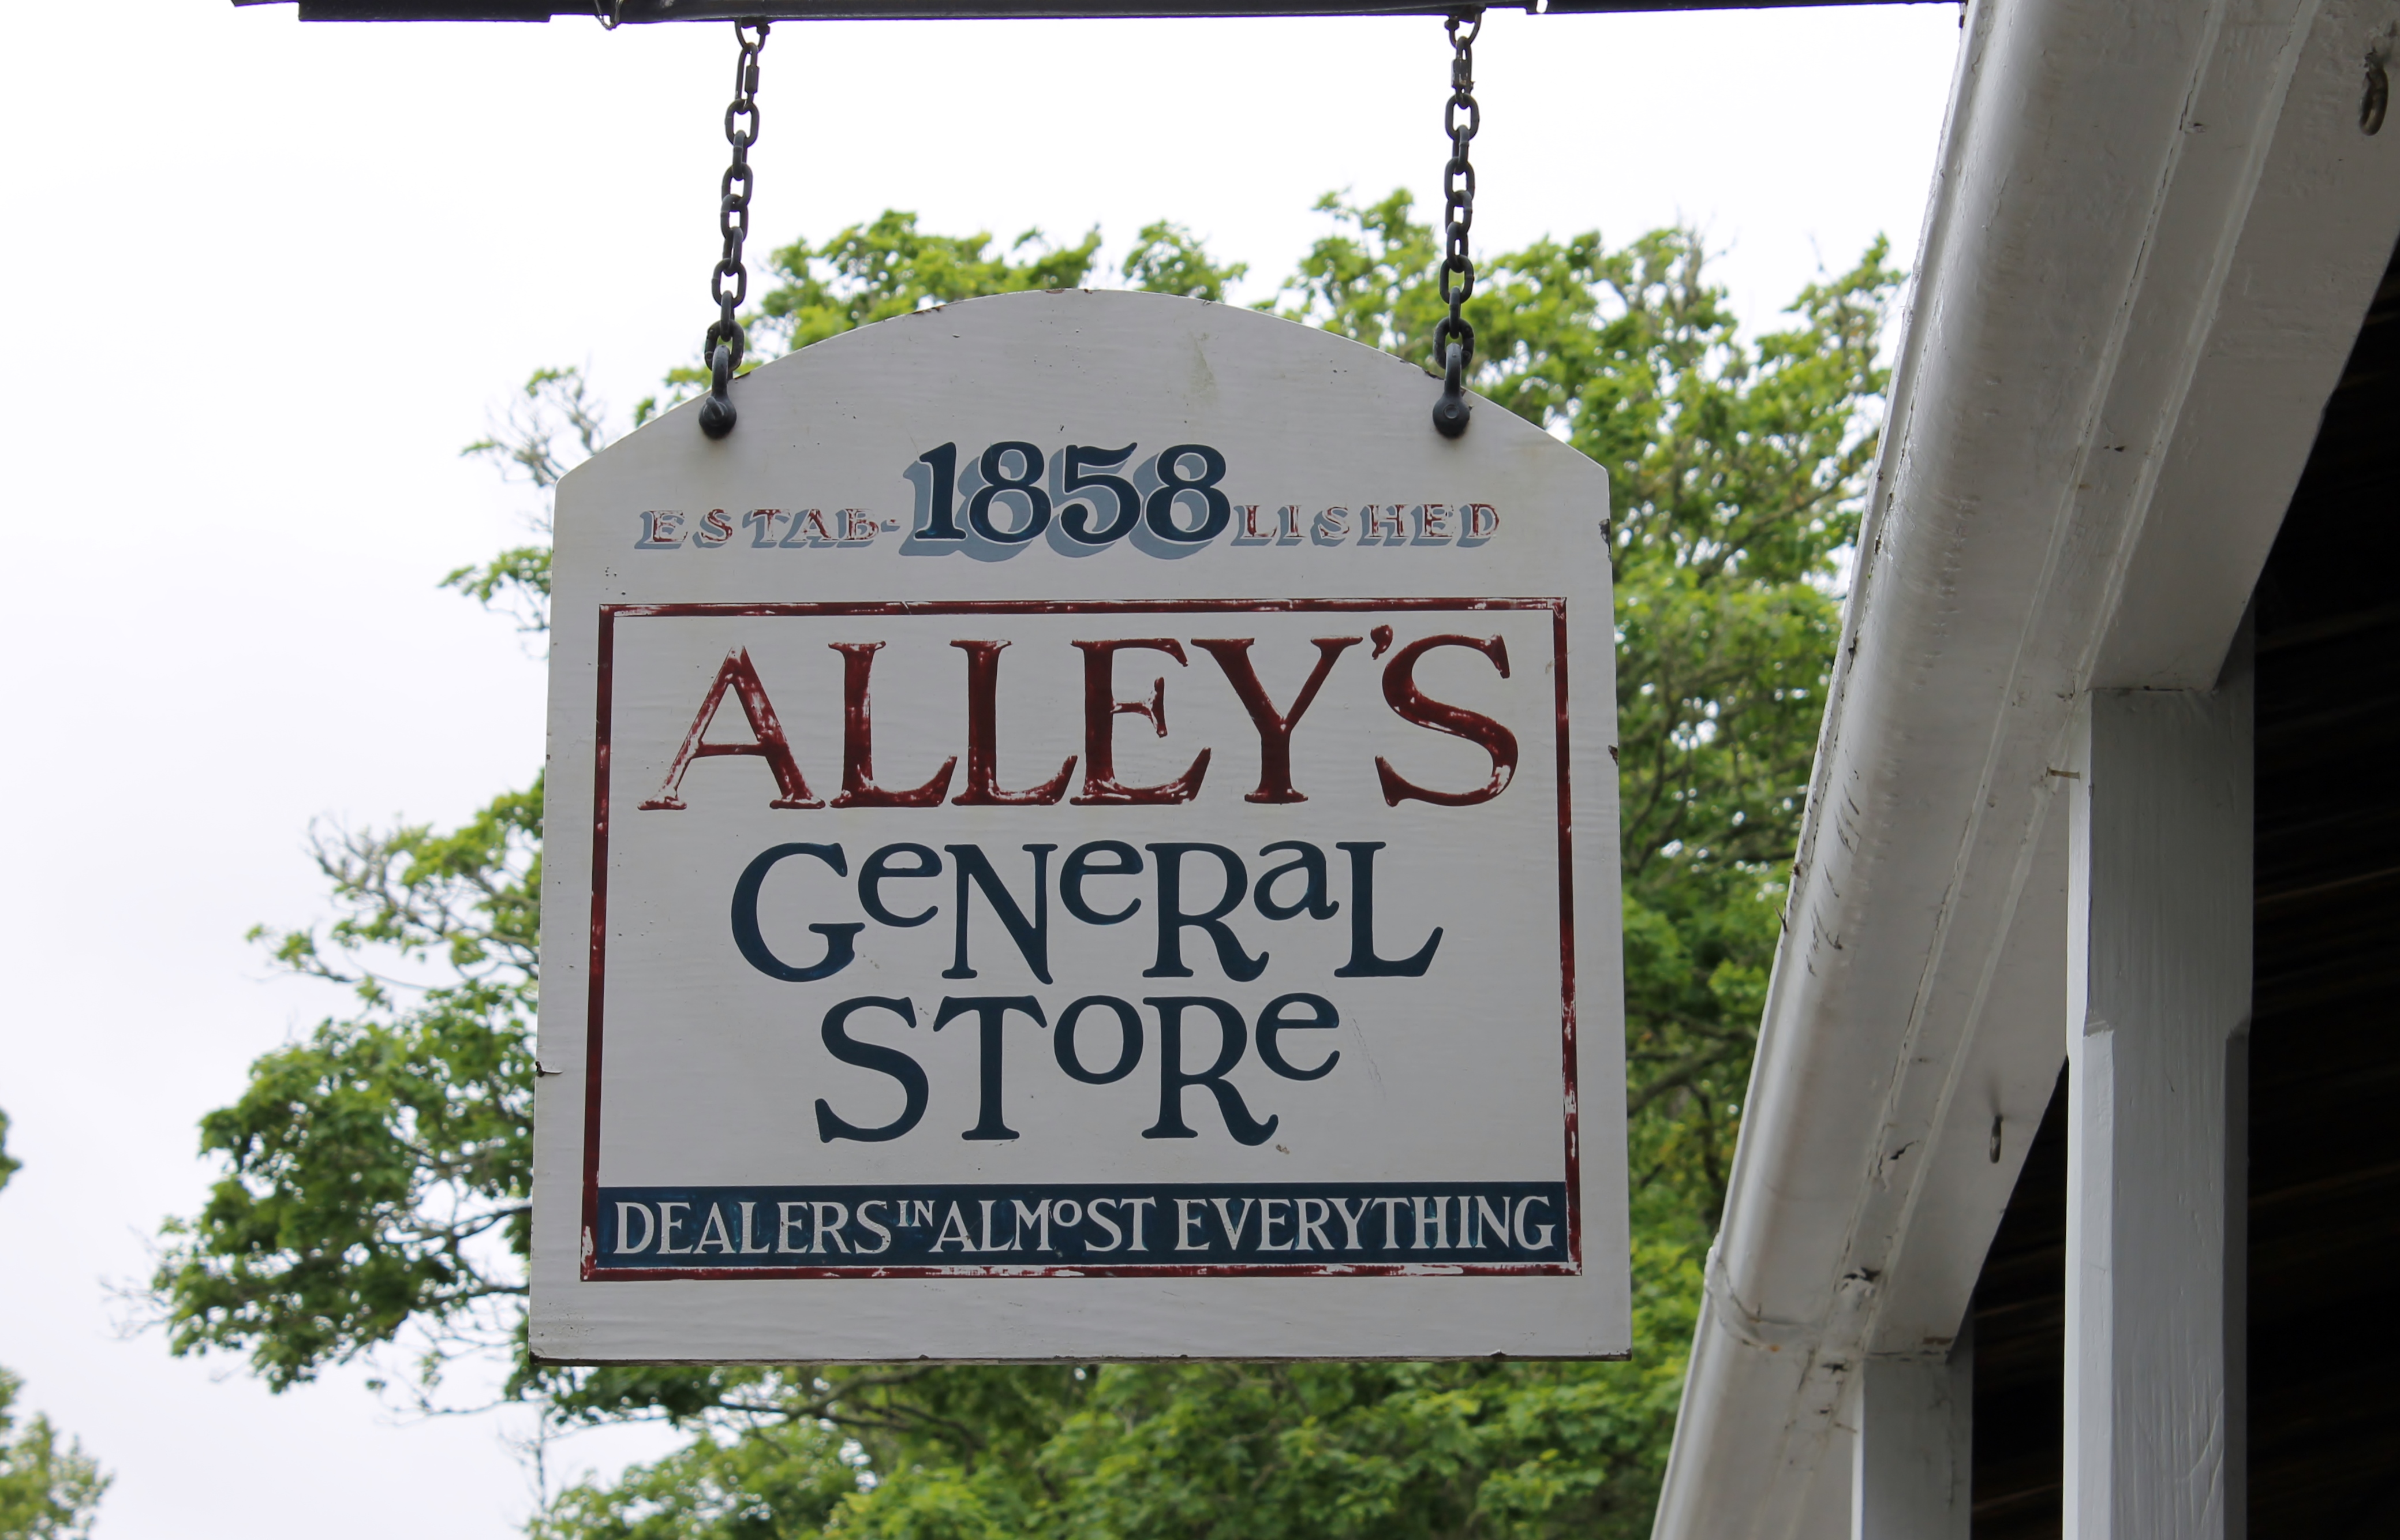 ESTAB-1858LISHED
ALLEY'S
GeNeRaL
SToRe
DEALERS IN ALMoST EVERYTHING